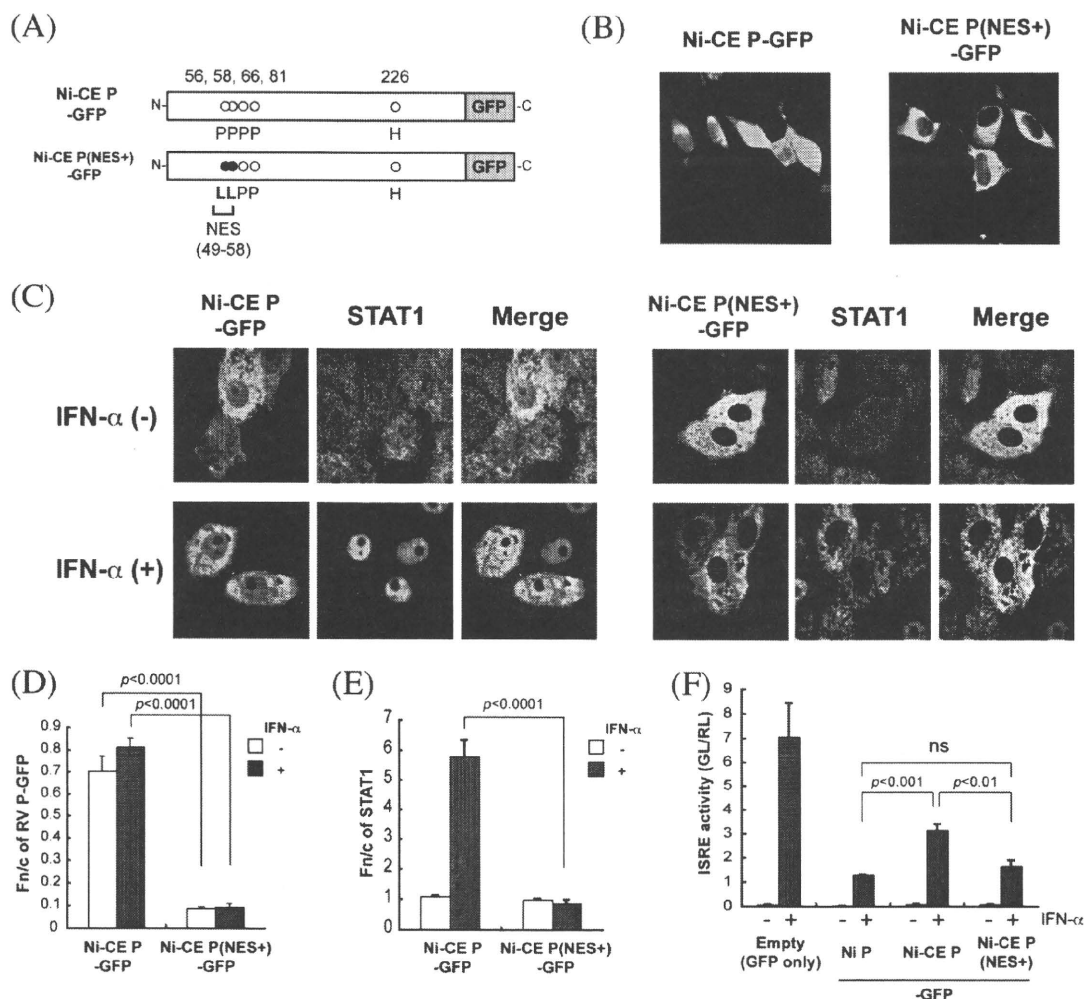 (A)
56, 58, 66, 81 226
Ni-CE P
-GFP
N-
GFP
-C
PPPP H
Ni-CE P(NES+)
-GFP
N-
GFP
-C
LLPP H
NES
(49-58)
(B)
Ni-CE P-GFP
Ni-CE P(NES+)
-GFP
(C)
Ni-CE P
-GFP
STAT1
Merge
Ni-CE P(NES+)
-GFP
STAT1
Merge
IFN-α (-)
IFN-α (+)
(D)
p<0.0001
p<0.0001
IFN-α
-
+
Fn/c of RV P-GFP
0.9
0.8
0.7
0.6
0.5
0.4
0.3
0.2
0.1
0
Ni-CE P
-GFP
Ni-CE P(NES+)
-GFP
(E)
p<0.0001
IFN-α
-
+
Fn/c of STAT1
7
6
5
4
3
2
1
0
Ni-CE P
-GFP
Ni-CE P(NES+)
-GFP
(F)
ns
p<0.001
p<0.01
ISRE activity (GL/RL)
9
8
7
6
5
4
3
2
1
0
- + - + - + - + IFN-α
Empty
(GFP only)
Ni P
Ni-CE P
Ni-CE P
(NES+)
-GFP